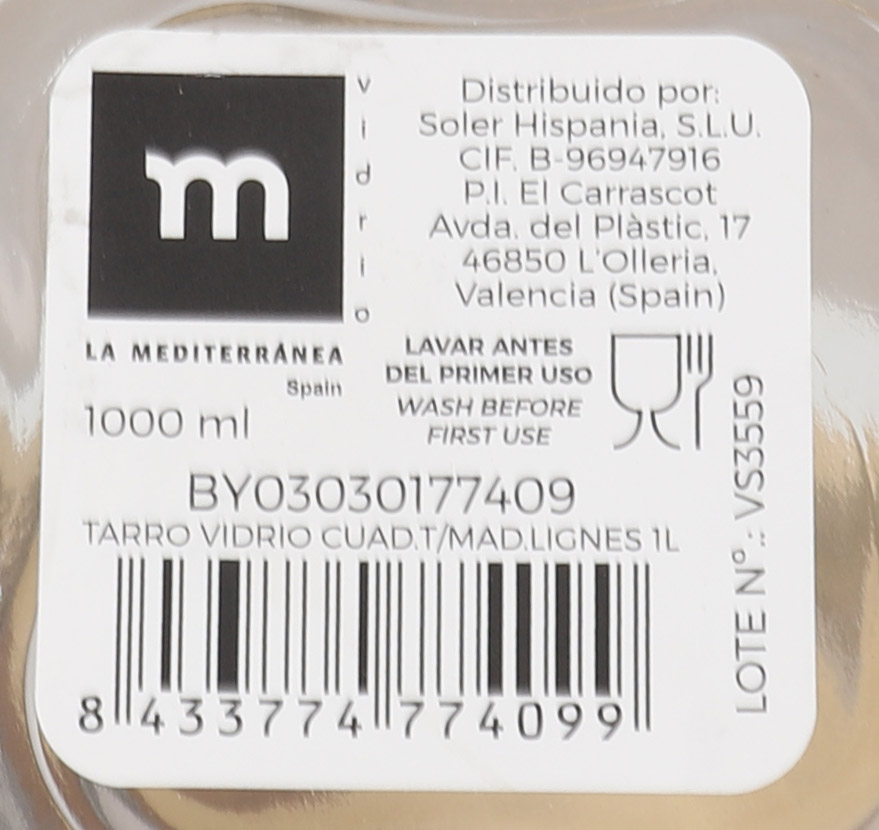 m
vidrio
LA MEDITERRÁNEA
Spain
1000 ml
Distribuido por:
Soler Hispania, S.L.U.
CIF. B-96947916
P.I. El Carrascot
Avda. del Plàstic, 17
46850 L'Olleria,
Valencia (Spain)
LAVAR ANTES
DEL PRIMER USO
WASH BEFORE
FIRST USE
BY03030177409
TARRO VIDRIO CUAD.T/MAD.LIGNES 1L
8 433774 774099
LOTE Nº.: VS3559